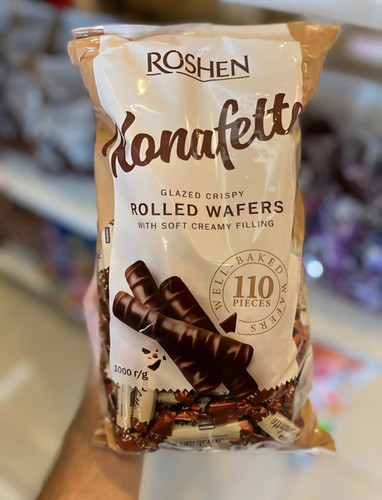 ROSHEN
Konafetto
GLAZED CRISPY
ROLLED WAFERS
WITH SOFT CREAMY FILLING
WELL-BAKED WAFERS
110
PIECES
1000 г/g